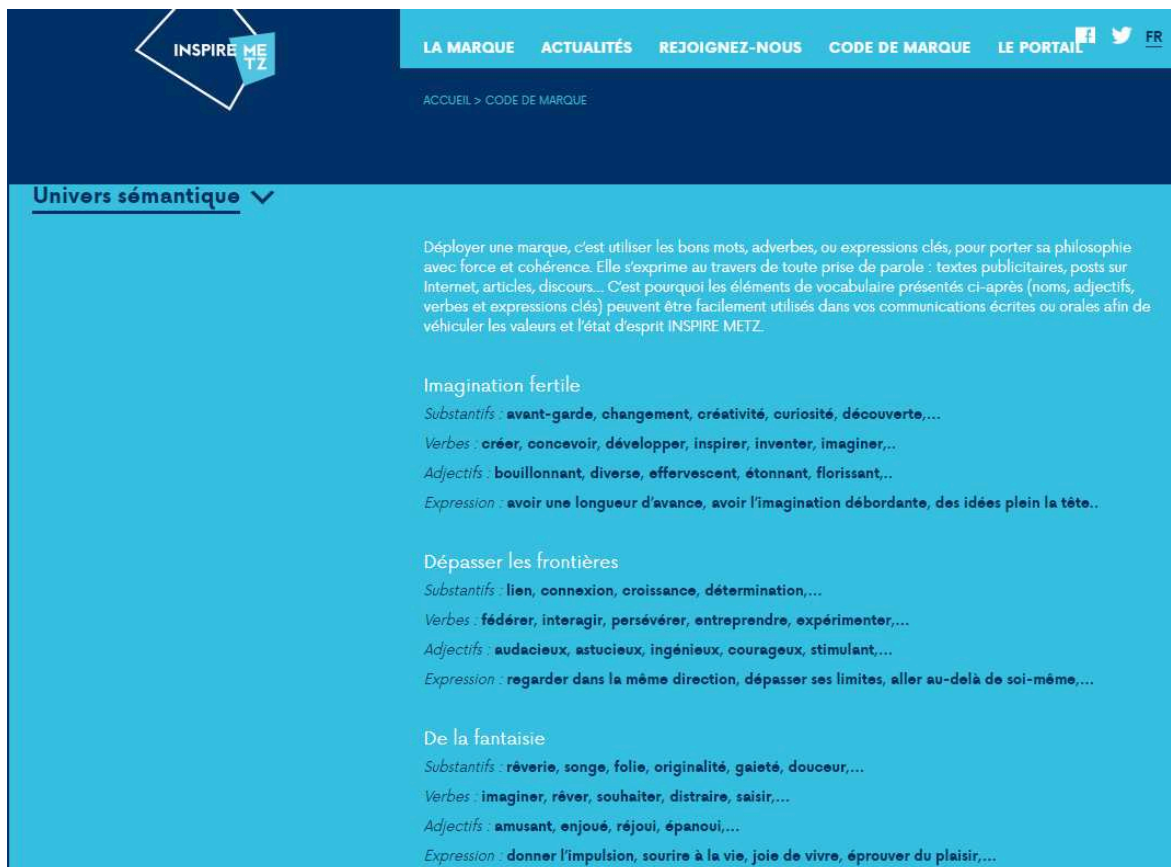 INSPIRE ME
TZ
LA MARQUE ACTUALITÉS REJOIGNEZ-NOUS CODE DE MARQUE LE PORTAIL FR
ACCUEIL > CODE DE MARQUE
Univers sémantique
Déployer une marque, c'est utiliser les bons mots, adverbes, ou expressions clés, pour porter sa philosophie
avec force et cohérence. Elle s'exprime au travers de toute prise de parole : textes publicitaires, posts sur
Internet, articles, discours... C'est pourquoi les éléments de vocabulaire présentés ci-après (noms, adjectifs,
verbes et expressions clés) peuvent être facilement utilisés dans vos communications écrites ou orales afin de
véhiculer les valeurs et l'état d'esprit INSPIRE METZ.
Imagination fertile
Substantifs : avant-garde, changement, créativité, curiosité, découverte,...
Verbes : créer, concevoir, développer, inspirer, inventer, imaginer,..
Adjectifs : bouillonnant, diverse, effervescent, étonnant, florissant,..
Expression : avoir une longueur d'avance, avoir l'imagination débordante, des idées plein la tête..
Dépasser les frontières
Substantifs : lien, connexion, croissance, détermination,...
Verbes : fédérer, interagir, persévérer, entreprendre, expérimenter,...
Adjectifs : audacieux, astucieux, ingénieux, courageux, stimulant,...
Expression : regarder dans la même direction, dépasser ses limites, aller au-delà de soi-même,...
De la fantaisie
Substantifs : rêverie, songe, folie, originalité, gaieté, douceur,...
Verbes : imaginer, rêver, souhaiter, distraire, saisir,...
Adjectifs : amusant, enjoué, réjoui, épanoui,...
Expression : donner l'impulsion, sourire à la vie, joie de vivre, éprouver du plaisir,...